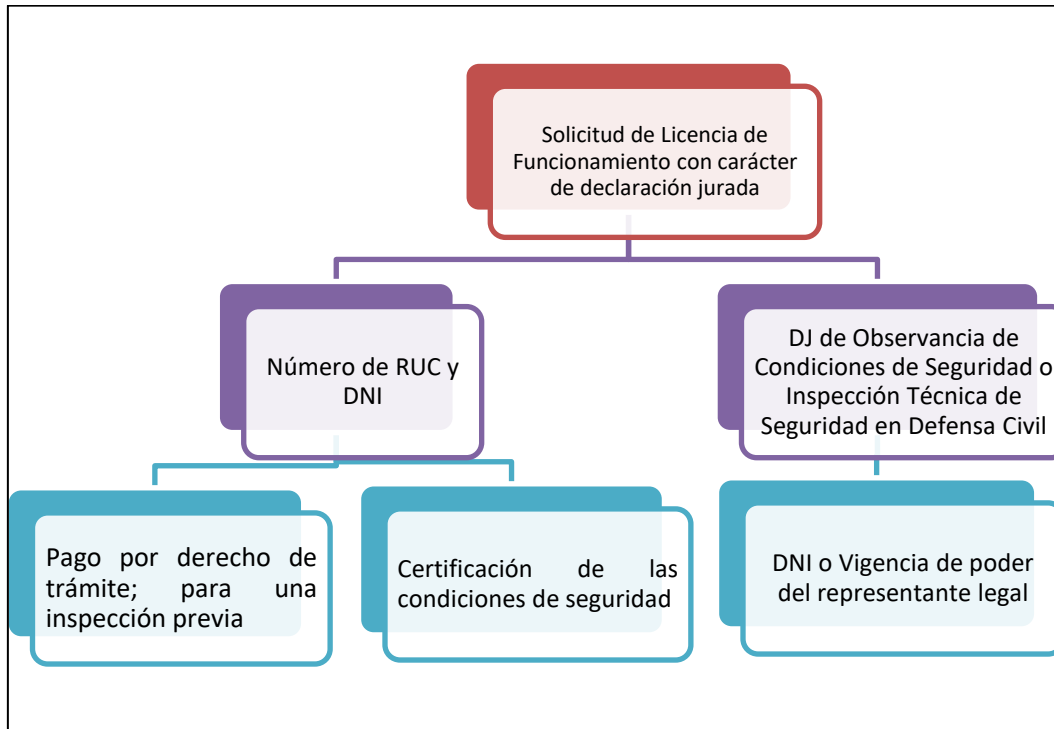 Solicitud de Licencia de
Funcionamiento con carácter
de declaración jurada
Número de RUC y
DNI
DJ de Observancia de
Condiciones de Seguridad o
Inspección Técnica de
Seguridad en Defensa Civil
Pago por derecho de
trámite; para una
inspección previa
Certificación de las
condiciones de seguridad
DNI o Vigencia de poder
del representante legal